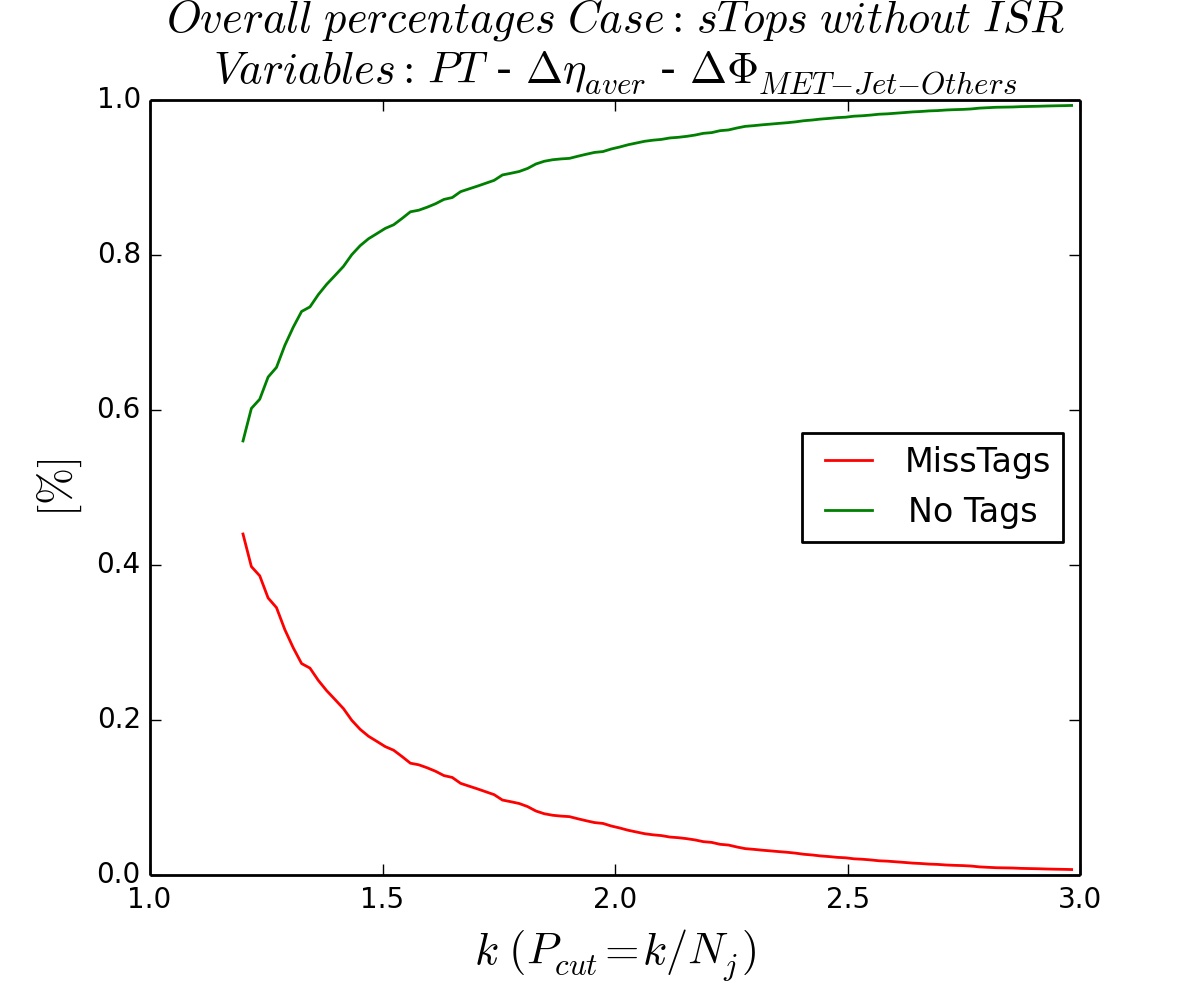 Overall percentages Case: sTops without ISR
Variables: PT - Δη_aver - ΔΦ_MET−Jet−Others
1.0
0.8
0.6
0.4
0.2
0.0
[%]
MissTags
No Tags
1.0 1.5 2.0 2.5 3.0
k (P_cut=k/N_j)